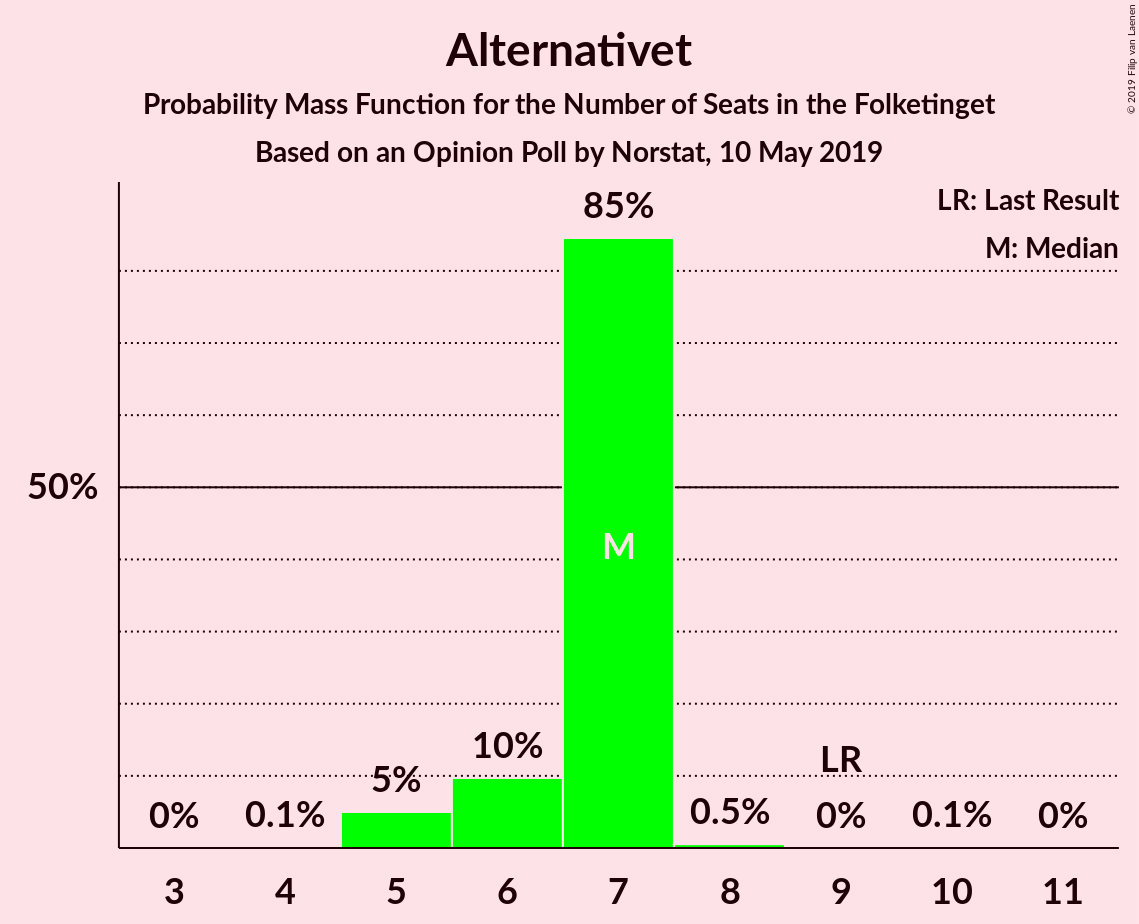 Alternativet
Probability Mass Function for the Number of Seats in the Folketinget
Based on an Opinion Poll by Norstat, 10 May 2019
© 2019 Filip van Laenen
LR: Last Result
M: Median
85%
50%
M
10%
5%
LR
0%
0.1%
0.5%
0%
0.1%
0%
3 4 5 6 7 8 9 10 11